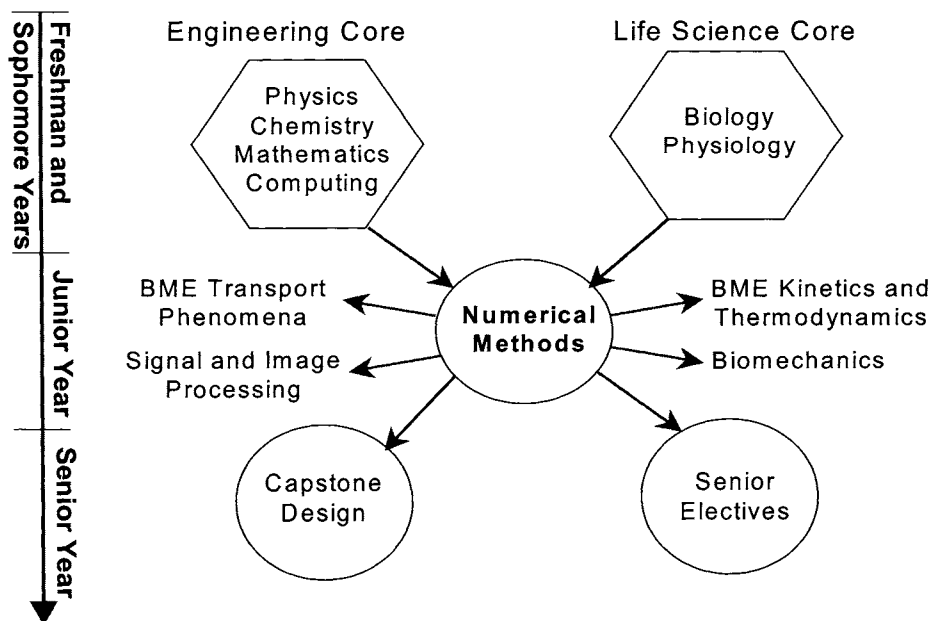 Freshman and
Sophomore Years
Engineering Core
Life Science Core
Physics
Chemistry
Mathematics
Computing
Biology
Physiology
Junior Year
BME Transport
Phenomena
Signal and Image
Processing
Numerical
Methods
BME Kinetics and
Thermodynamics
Biomechanics
Senior Year
Capstone
Design
Senior
Electives